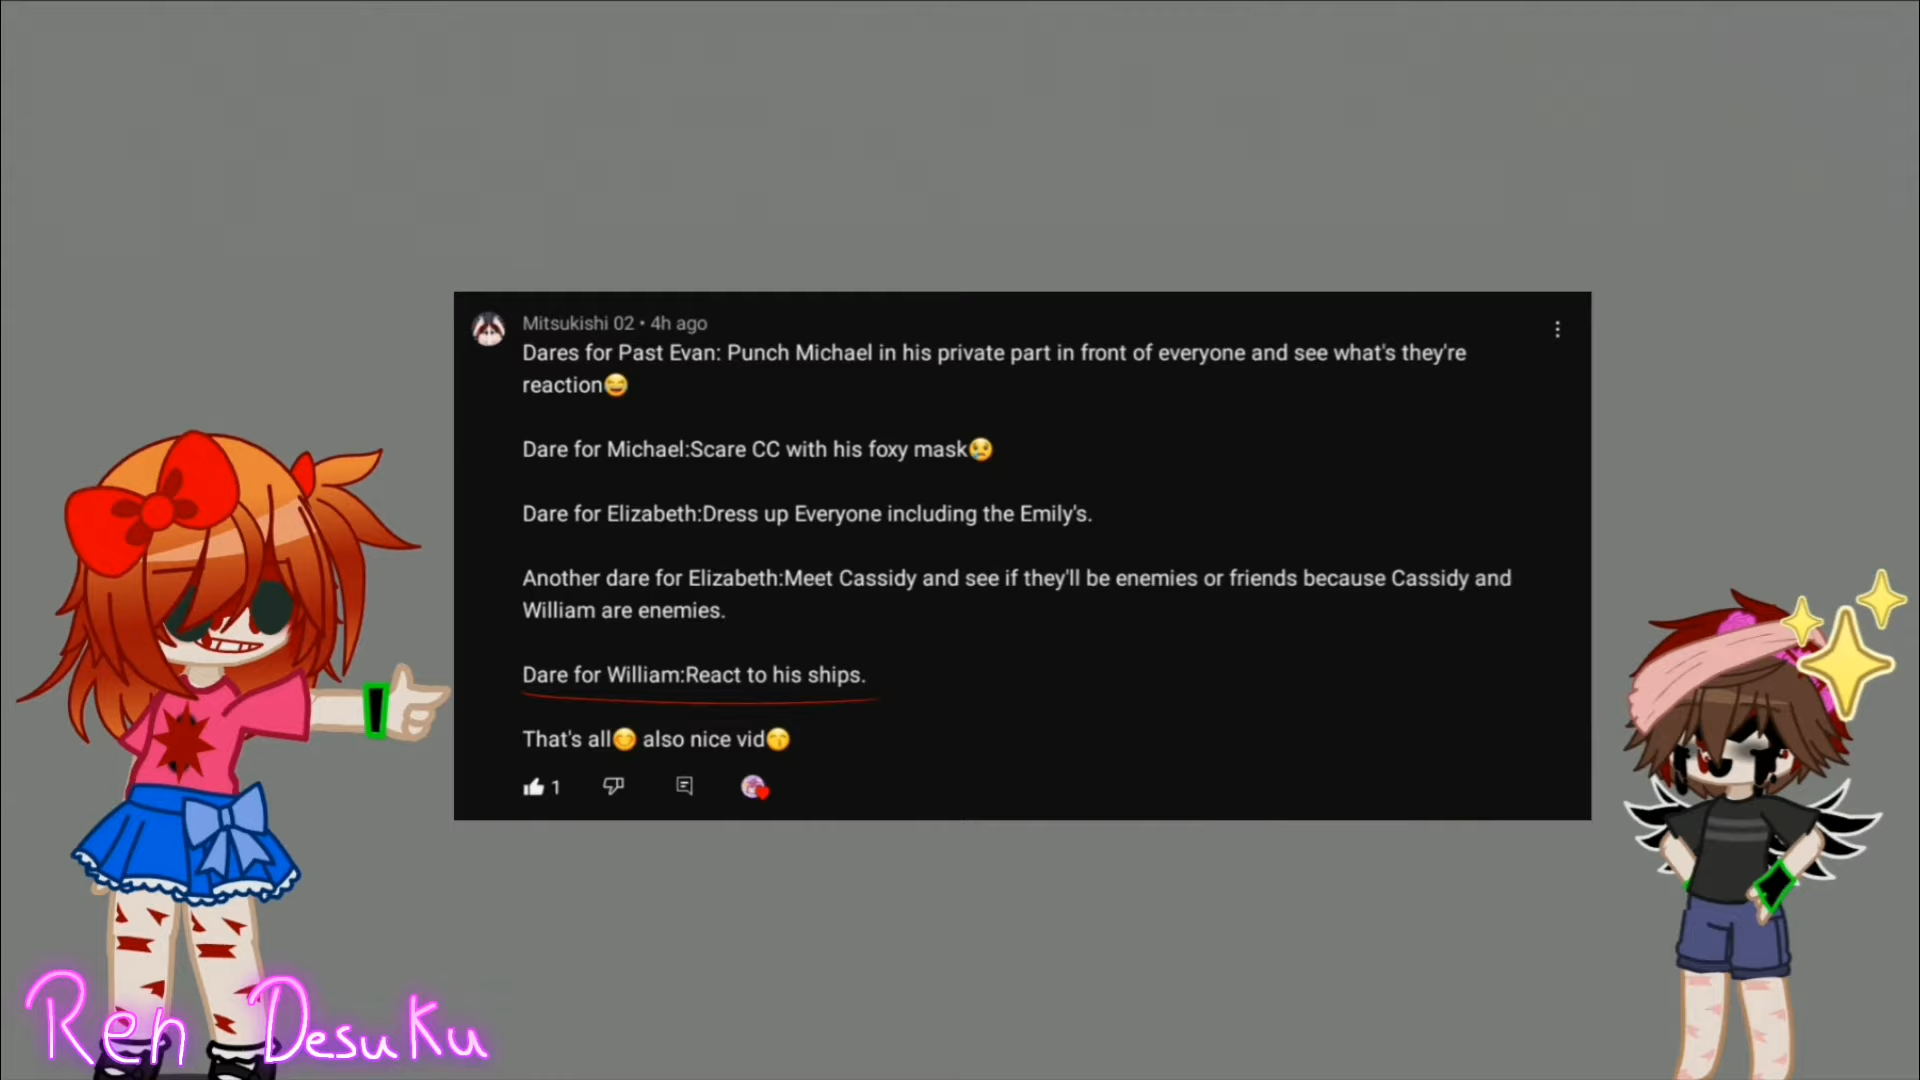 Mitsukishi 02 • 4h ago
Dares for Past Evan: Punch Michael in his private part in front of everyone and see what's they're
reaction😅
Dare for Michael:Scare CC with his foxy mask😢
Dare for Elizabeth:Dress up Everyone including the Emily's.
Another dare for Elizabeth:Meet Cassidy and see if they'll be enemies or friends because Cassidy and
William are enemies.
Dare for William:React to his ships.
That's all😊 also nice vid😙
1
Ren Desuku